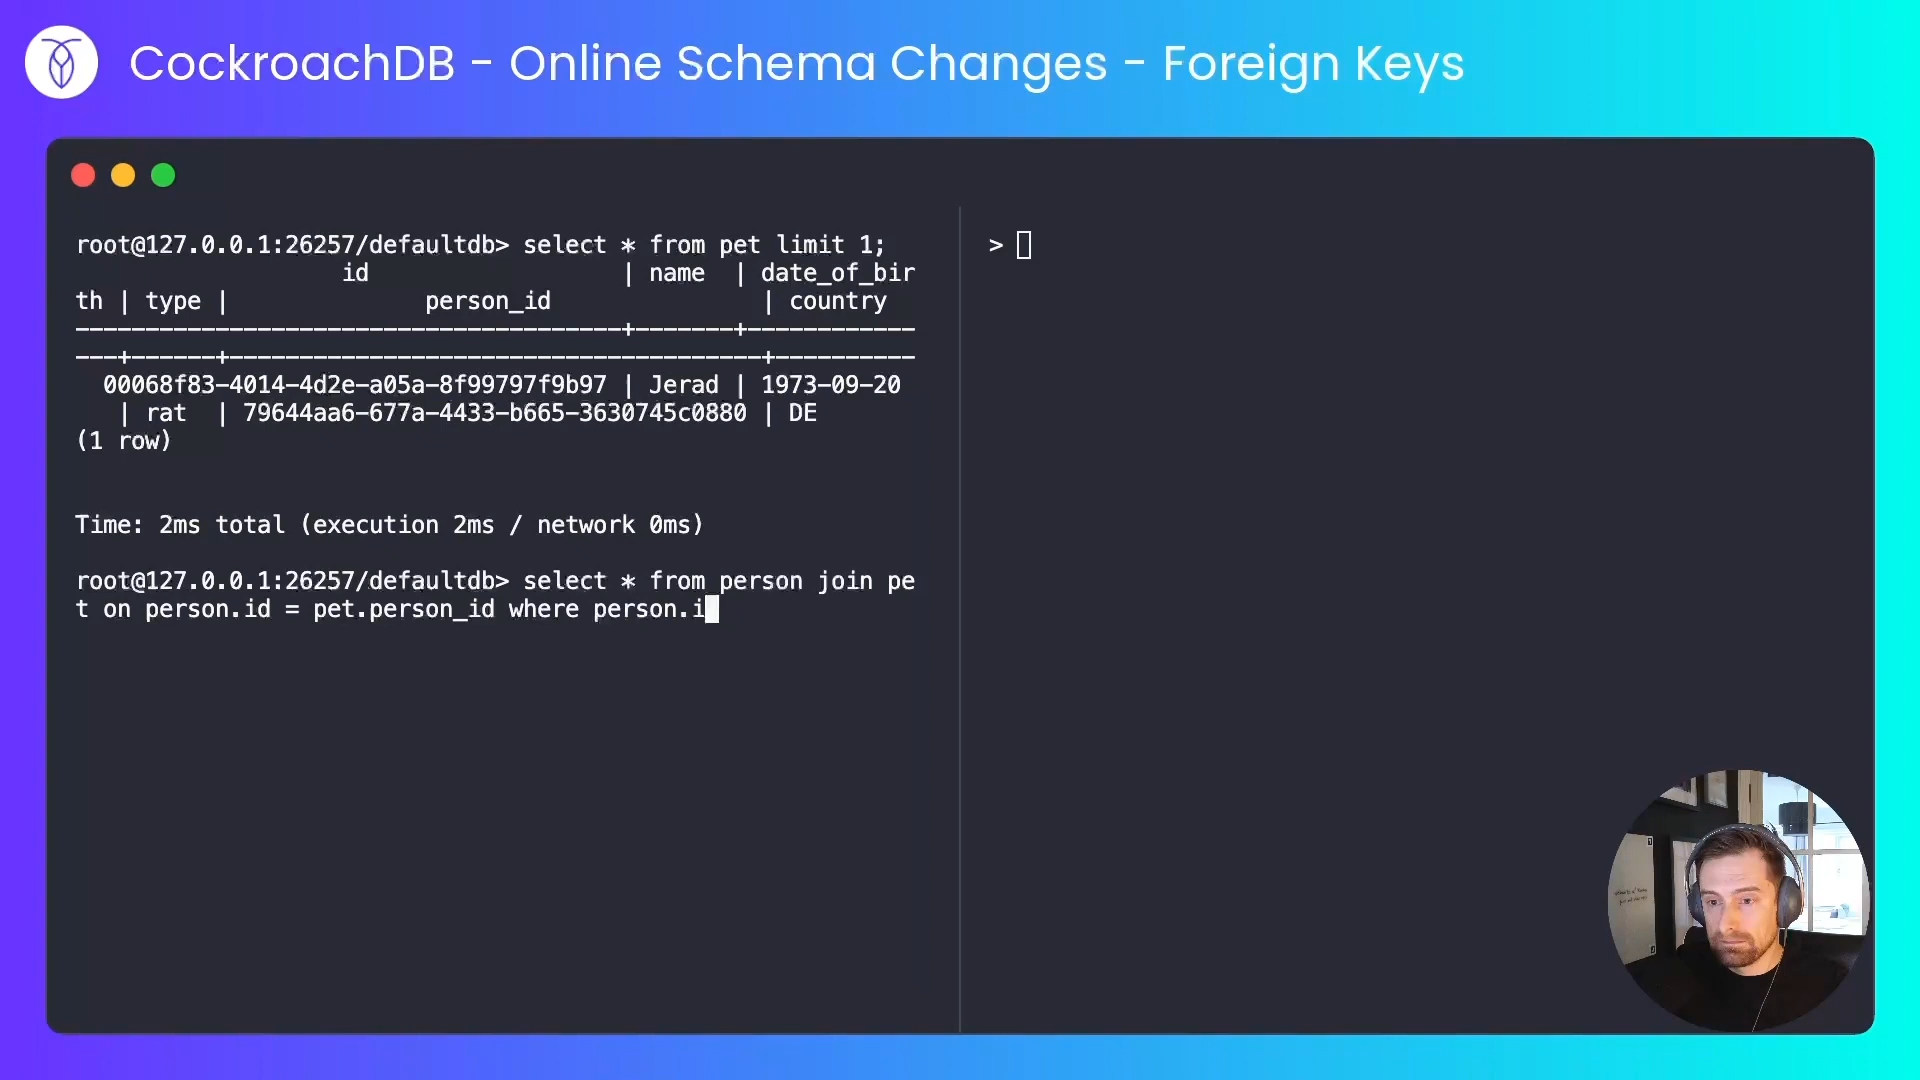 CockroachDB - Online Schema Changes - Foreign Keys
root@127.0.0.1:26257/defaultdb> select * from pet limit 1;
id | name | date_of_bir
th | type | person_id | country
---------------------------------------+-------+------------
---+------+--------------------------------------+----------
00068f83-4014-4d2e-a05a-8f99797f9b97 | Jerad | 1973-09-20
| rat | 79644aa6-677a-4433-b665-3630745c0880 | DE
(1 row)
Time: 2ms total (execution 2ms / network 0ms)
root@127.0.0.1:26257/defaultdb> select * from person join pe
t on person.id = pet.person_id where person.i
>